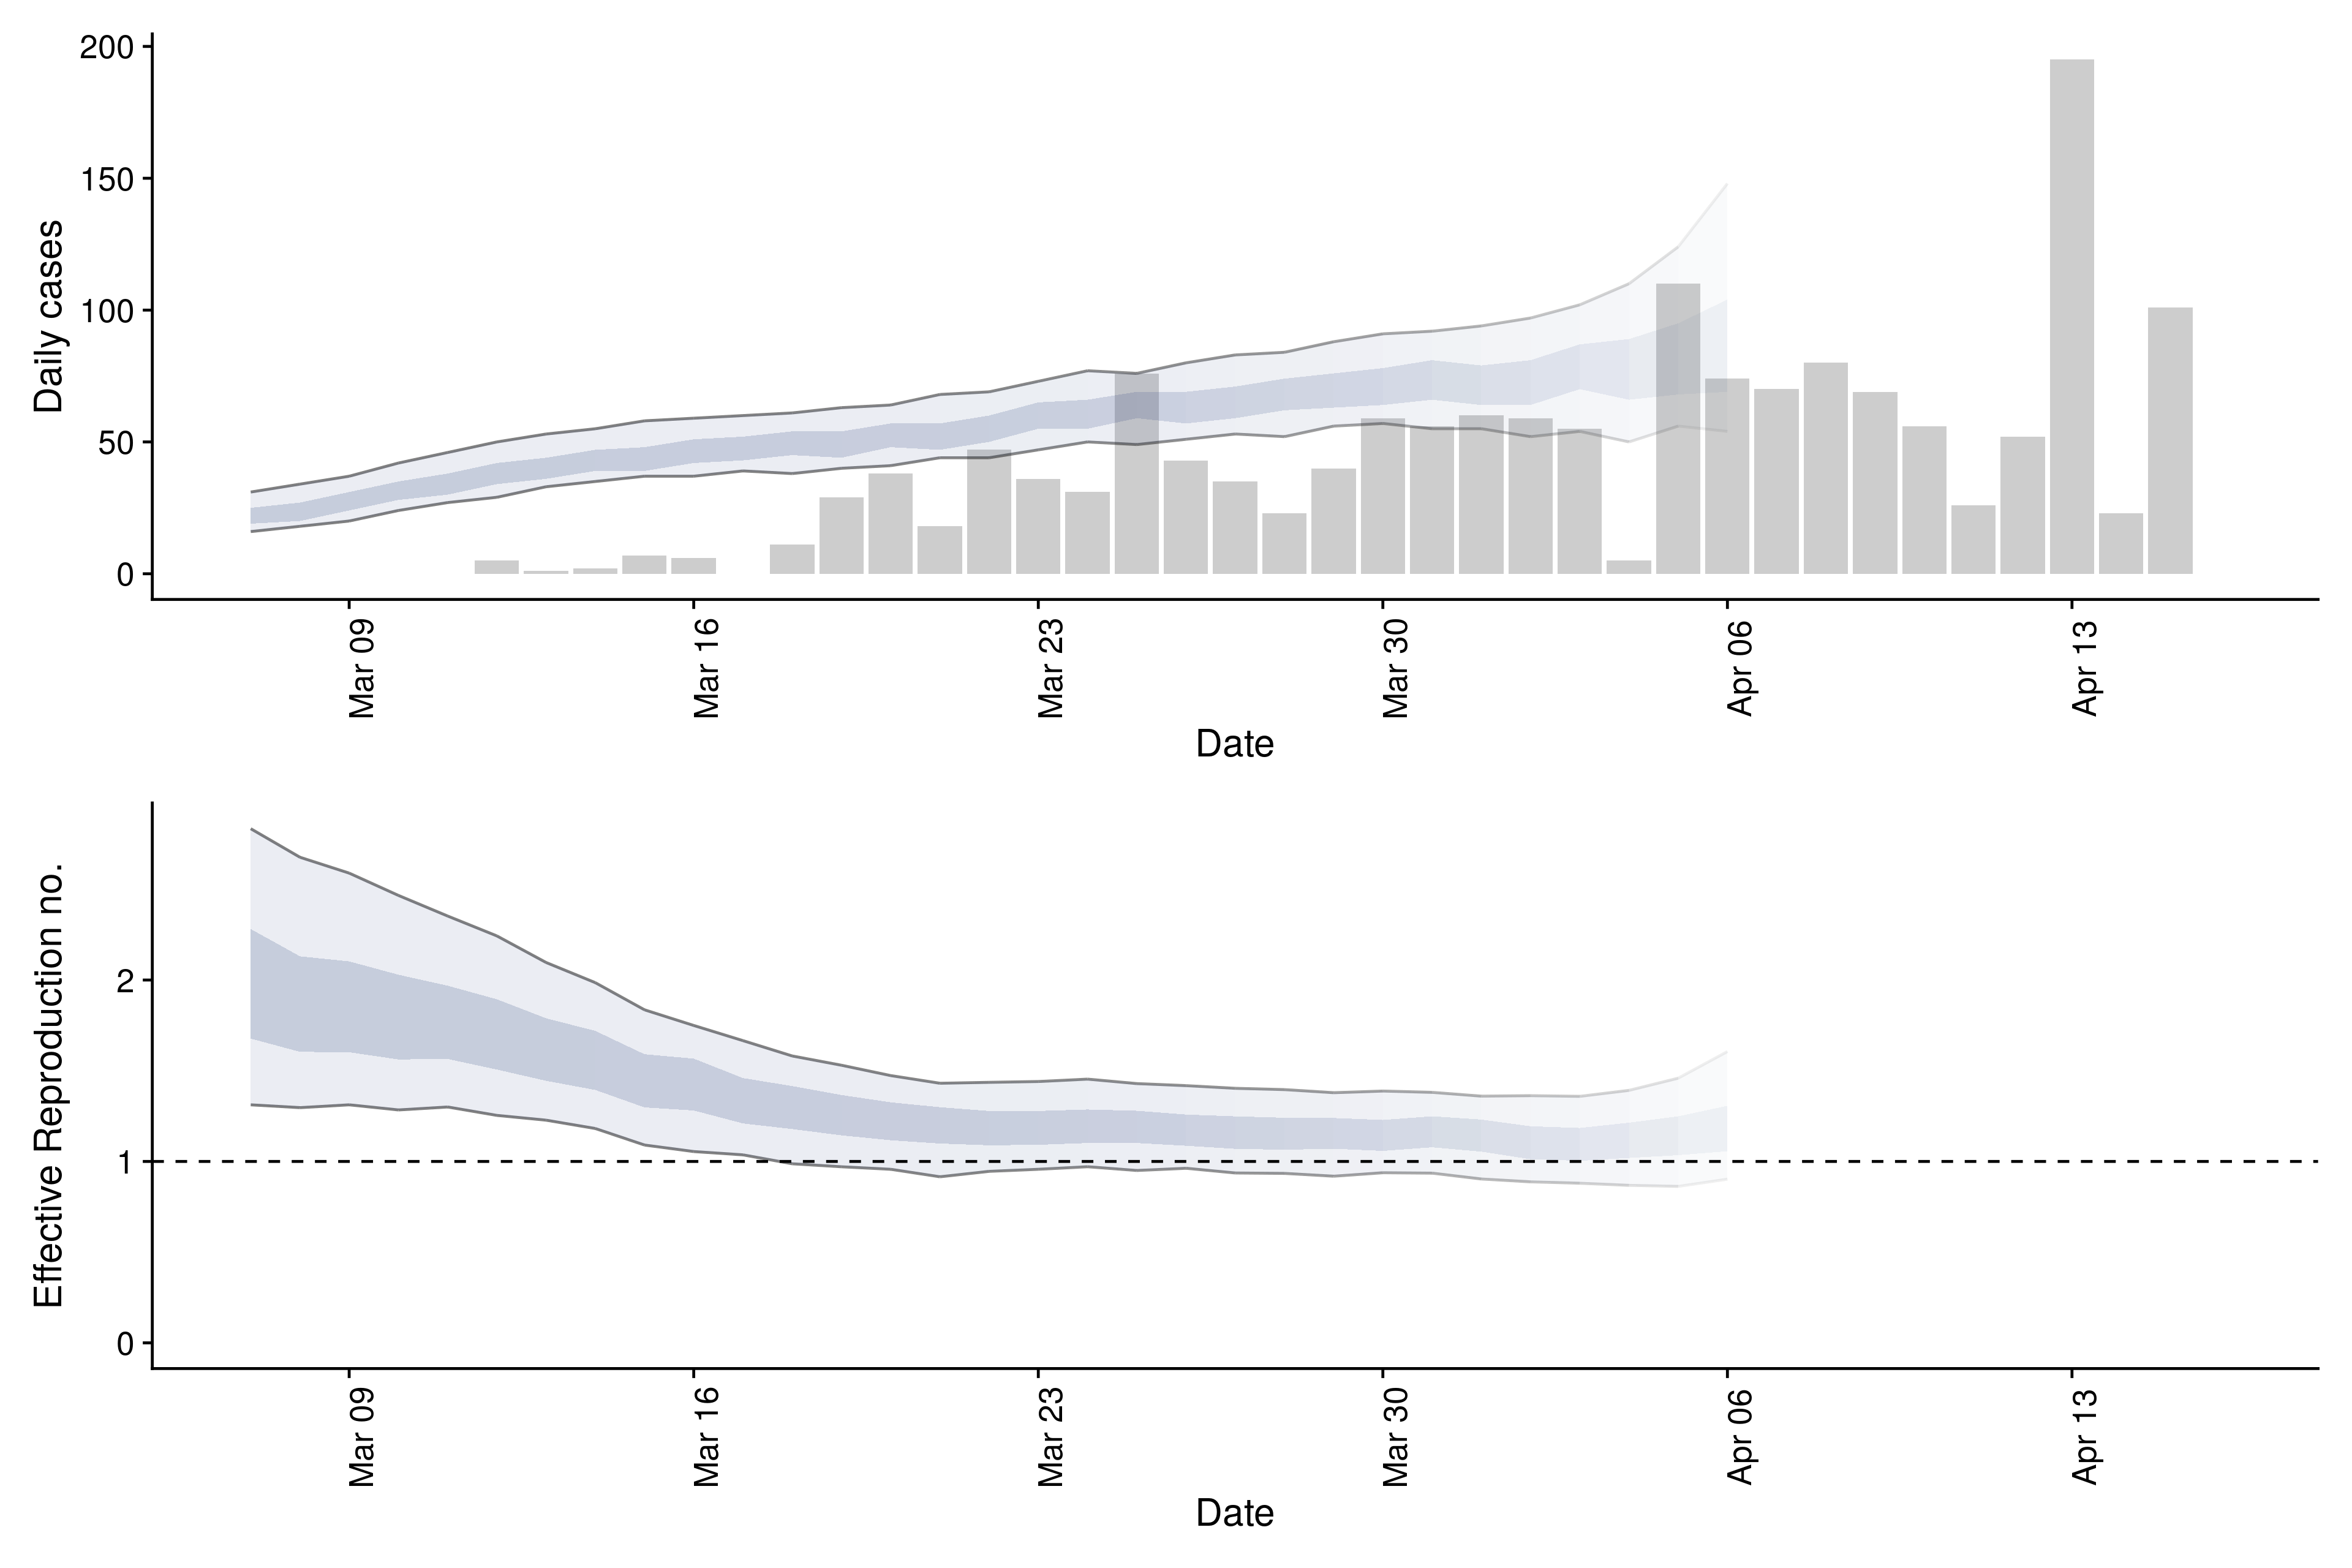 Daily cases
200
150
100
50
0
Mar 09
Mar 16
Mar 23
Mar 30
Apr 06
Apr 13
Date
Effective Reproduction no.
2
1
0
Mar 09
Mar 16
Mar 23
Mar 30
Apr 06
Apr 13
Date